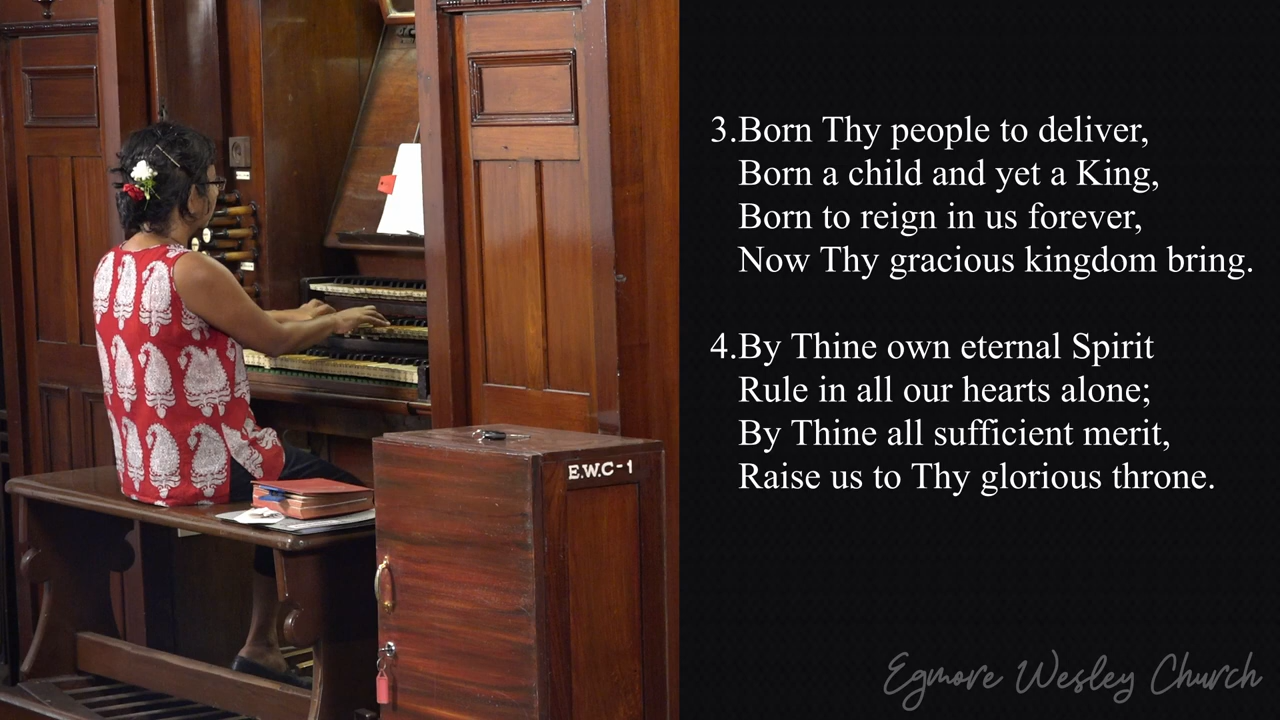 3.Born Thy people to deliver,
Born a child and yet a King,
Born to reign in us forever,
Now Thy gracious kingdom bring.
4.By Thine own eternal Spirit
Rule in all our hearts alone;
By Thine all sufficient merit,
Raise us to Thy glorious throne.
E.W.C-1
Egmore Wesley Church